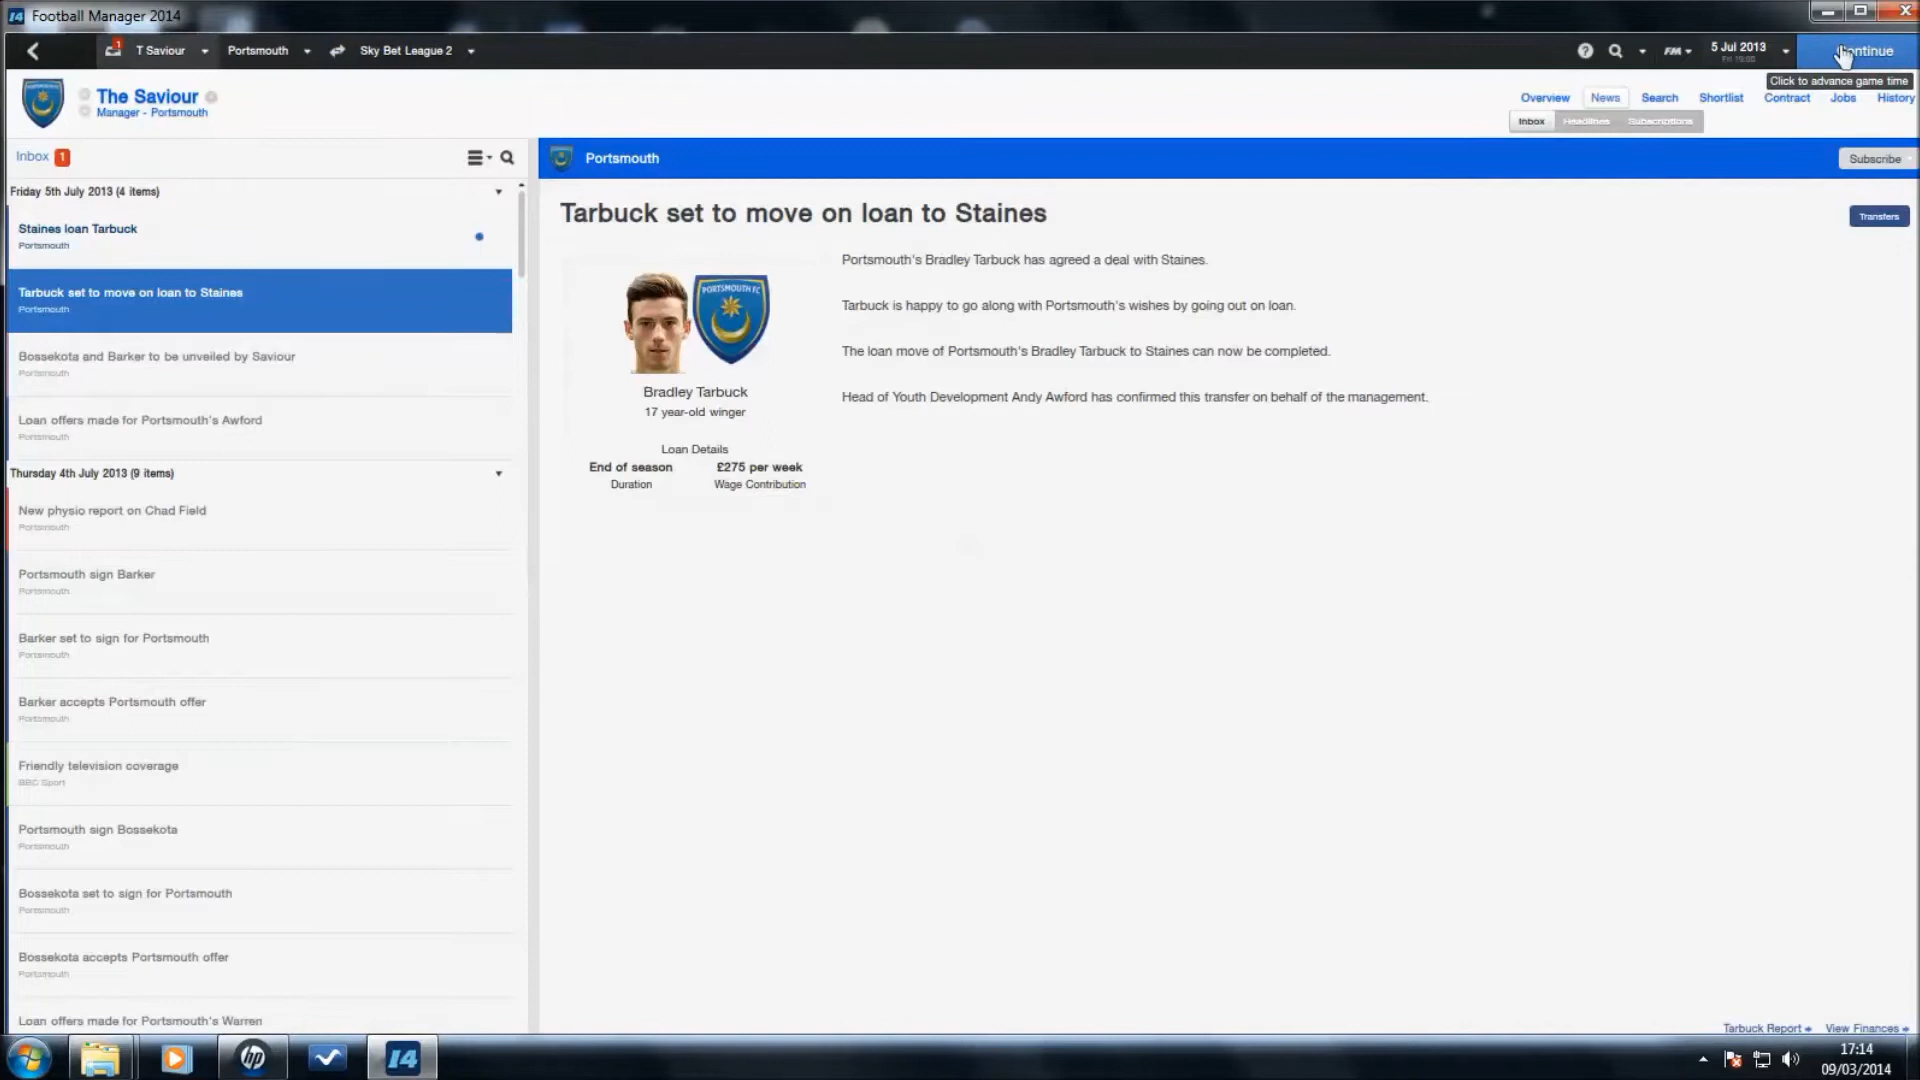 Football Manager 2014
1
T Saviour
Portsmouth
Sky Bet League 2
FM
5 Jul 2013
Continue
Click to advance game time
The Saviour
Manager - Portsmouth
Overview
News
Search
Shortlist
Contract
Jobs
History
Inbox
Headlines
Subscriptions
Inbox 1
Friday 5th July 2013 (4 items)
Staines loan Tarbuck
Portsmouth
Tarbuck set to move on loan to Staines
Portsmouth
Bossekota and Barker to be unveiled by Saviour
Portsmouth
Loan offers made for Portsmouth's Awford
Portsmouth
Thursday 4th July 2013 (9 items)
New physio report on Chad Field
Portsmouth
Portsmouth sign Barker
Portsmouth
Barker set to sign for Portsmouth
Portsmouth
Barker accepts Portsmouth offer
Portsmouth
Friendly television coverage
BBC Sport
Portsmouth sign Bossekota
Portsmouth
Bossekota set to sign for Portsmouth
Portsmouth
Bossekota accepts Portsmouth offer
Portsmouth
Loan offers made for Portsmouth's Warren
Portsmouth
Subscribe
Tarbuck set to move on loan to Staines
Transfers
PORTSMOUTH FC
Bradley Tarbuck
17 year-old winger
Loan Details
End of season
£275 per week
Duration
Wage Contribution
Portsmouth's Bradley Tarbuck has agreed a deal with Staines.
Tarbuck is happy to go along with Portsmouth's wishes by going out on loan.
The loan move of Portsmouth's Bradley Tarbuck to Staines can now be completed.
Head of Youth Development Andy Awford has confirmed this transfer on behalf of the management.
Tarbuck Report
View Finances
hp
14
17:14
09/03/2014